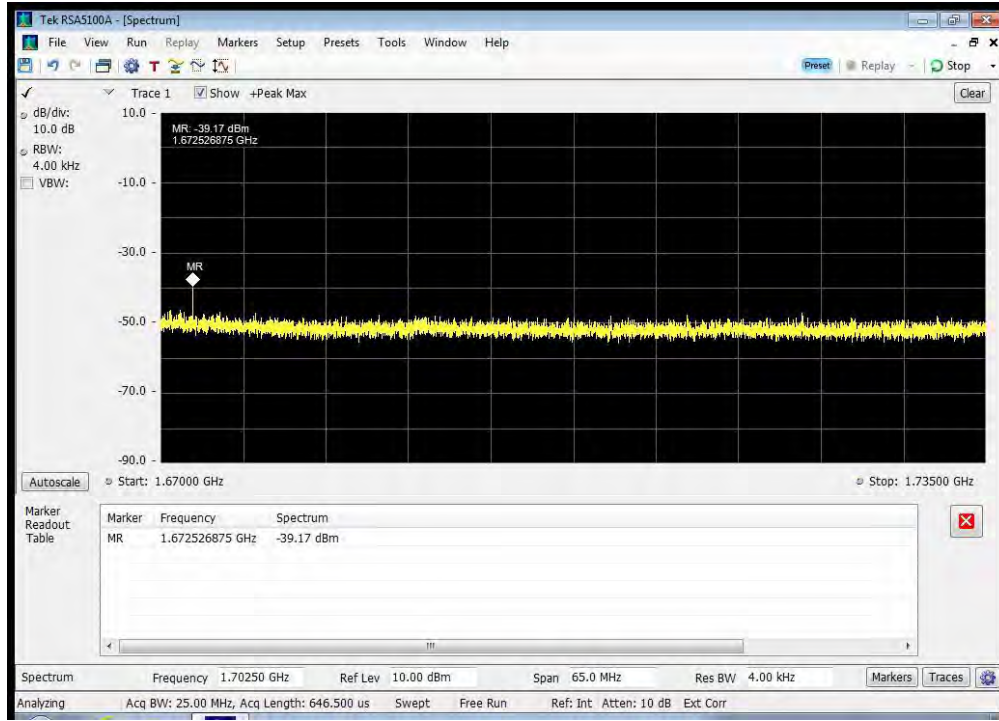 Tek RSA5100A - [Spectrum]
File View Run Replay Markers Setup Presets Tools Window Help
Preset Replay Stop
Trace 1 Show +Peak Max Clear
dB/div:
10.0 dB
RBW:
4.00 kHz
VBW:
10.0
-10.0
-30.0
-50.0
-70.0
-90.0
MR: -39.17 dBm
1.672526875 GHz
MR
Autoscale Start: 1.67000 GHz Stop: 1.73500 GHz
Marker
Readout
Table
Marker Frequency Spectrum
MR 1.672526875 GHz -39.17 dBm
Spectrum Frequency 1.70250 GHz Ref Lev 10.00 dBm Span 65.0 MHz Res BW 4.00 kHz Markers Traces
Analyzing Acq BW: 25.00 MHz, Acq Length: 646.500 us Swept Free Run Ref: Int Atten: 10 dB Ext Corr